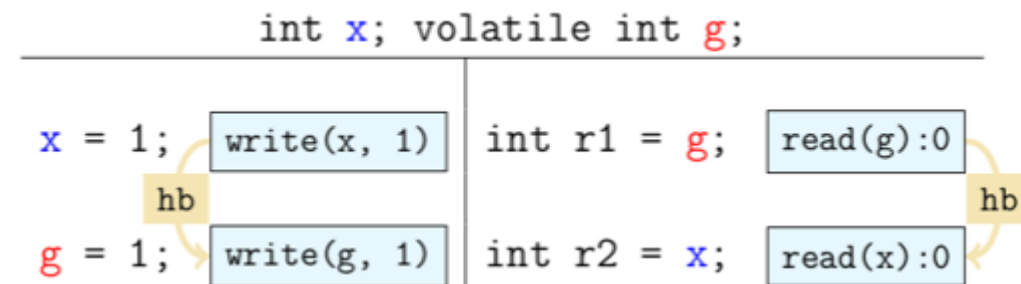 int x; volatile int g;
x = 1; write(x, 1) int r1 = g; read(g):0
hb hb
g = 1; write(g, 1) int r2 = x; read(x):0